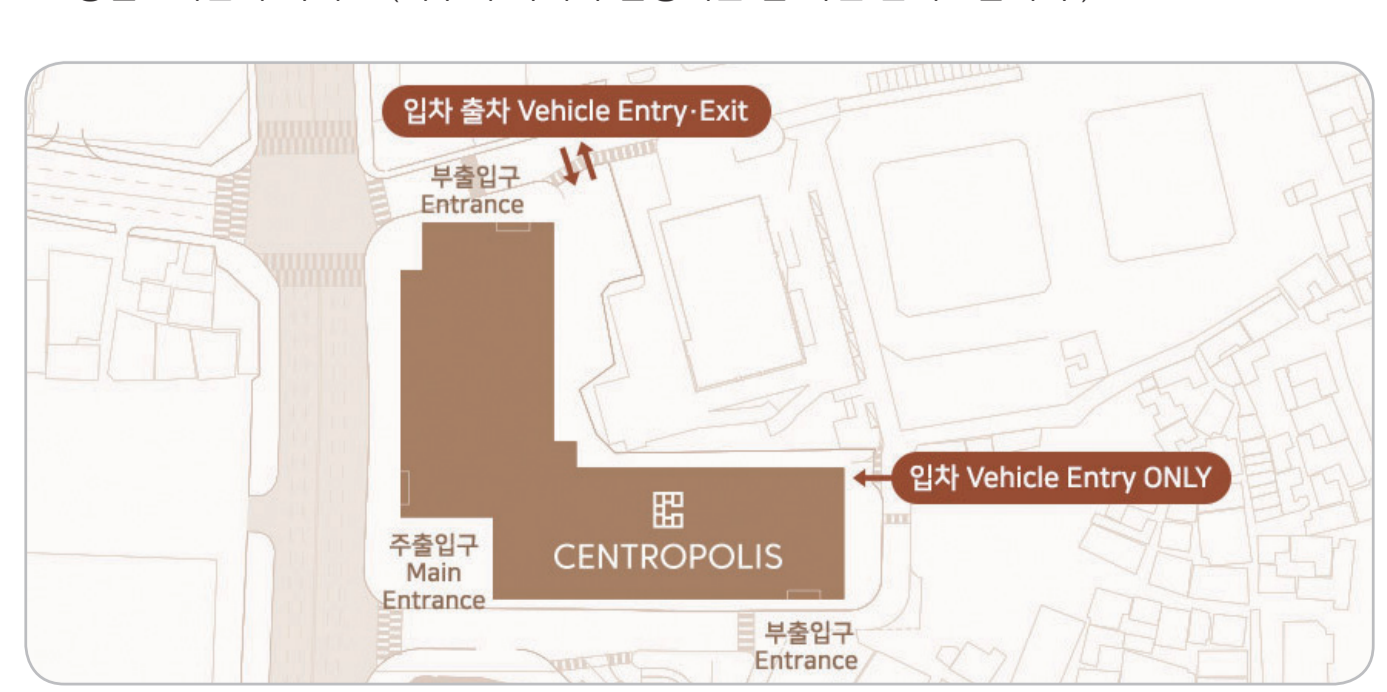 입차 출차 Vehicle Entry·Exit
부출입구
Entrance
입차 Vehicle Entry ONLY
CENTROPOLIS
주출입구
Main
Entrance
부출입구
Entrance